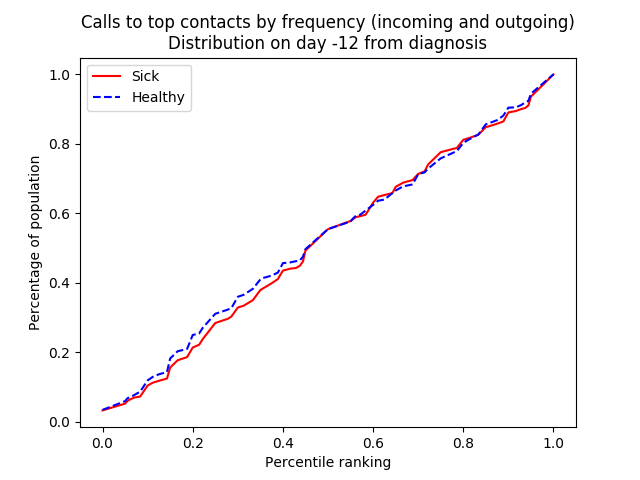 Calls to top contacts by frequency (incoming and outgoing)
Distribution on day -12 from diagnosis
Sick
Healthy
Percentage of population
1.0
0.8
0.6
0.4
0.2
0.0
0.0 0.2 0.4 0.6 0.8 1.0
Percentile ranking